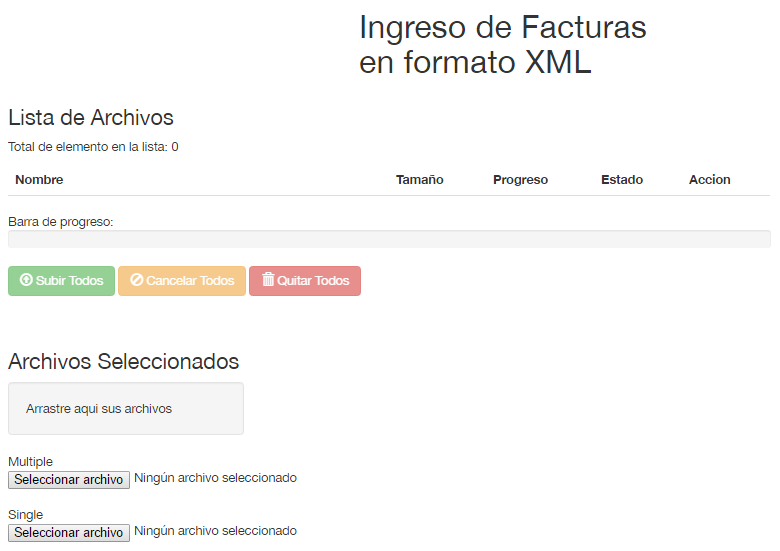 Ingreso de Facturas
en formato XML
Lista de Archivos
Total de elemento en la lista: 0
Nombre Tamaño Progreso Estado Accion
Barra de progreso:
Subir Todos Cancelar Todos Quitar Todos
Archivos Seleccionados
Arrastre aqui sus archivos
Multiple
Seleccionar archivo Ningún archivo seleccionado
Single
Seleccionar archivo Ningún archivo seleccionado